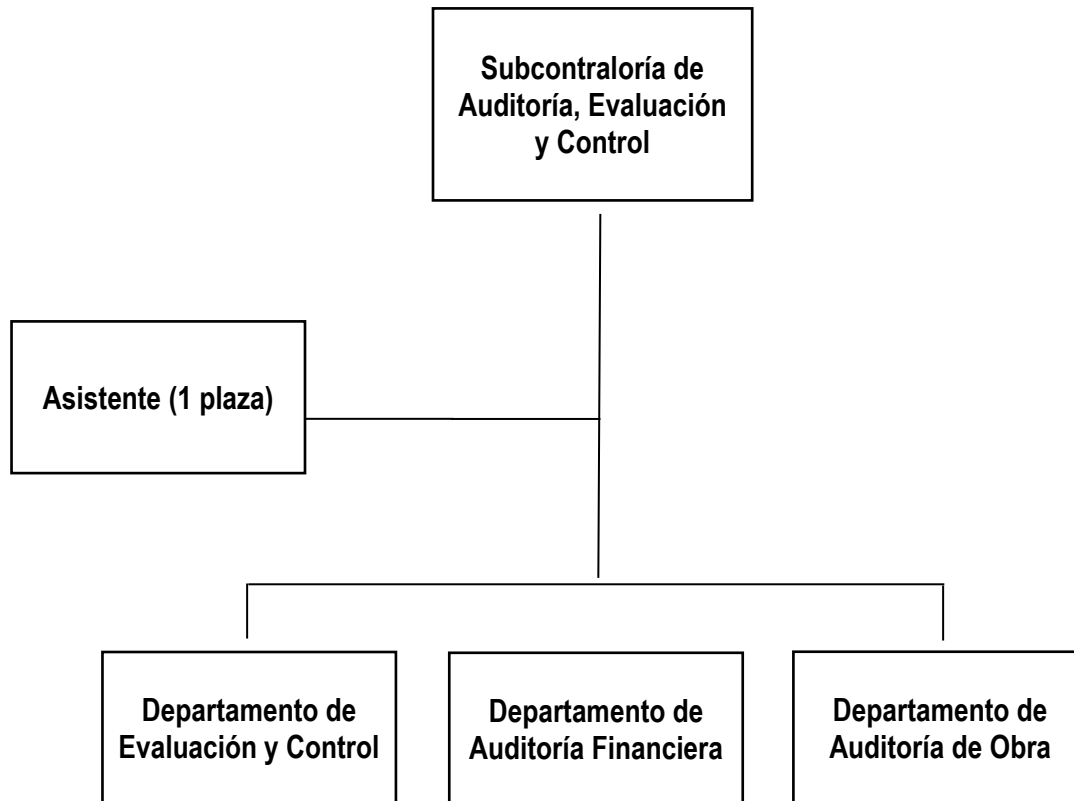 Subcontraloría de
Auditoría, Evaluación
y Control
Asistente (1 plaza)
Departamento de
Evaluación y Control
Departamento de
Auditoría Financiera
Departamento de
Auditoría de Obra